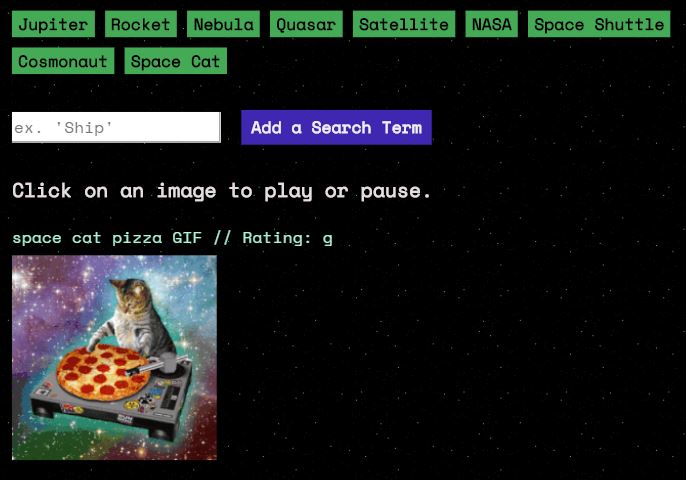 Jupiter Rocket Nebula Quasar Satellite NASA Space Shuttle
Cosmonaut Space Cat
ex. 'Ship' Add a Search Term
Click on an image to play or pause.
space cat pizza GIF // Rating: g